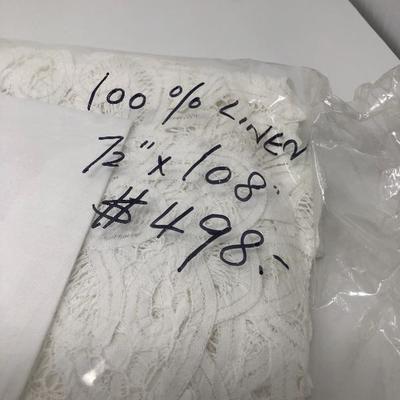 100 % LINEN
72" x 108"
$498.-